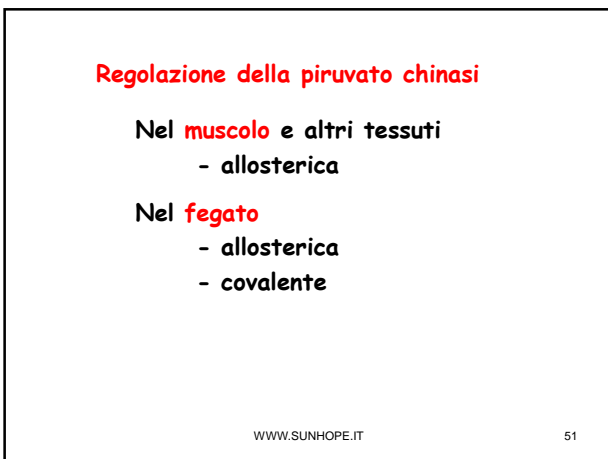 Regolazione della piruvato chinasi
Nel muscolo e altri tessuti
- allosterica
Nel fegato
- allosterica
- covalente
WWW.SUNHOPE.IT 51